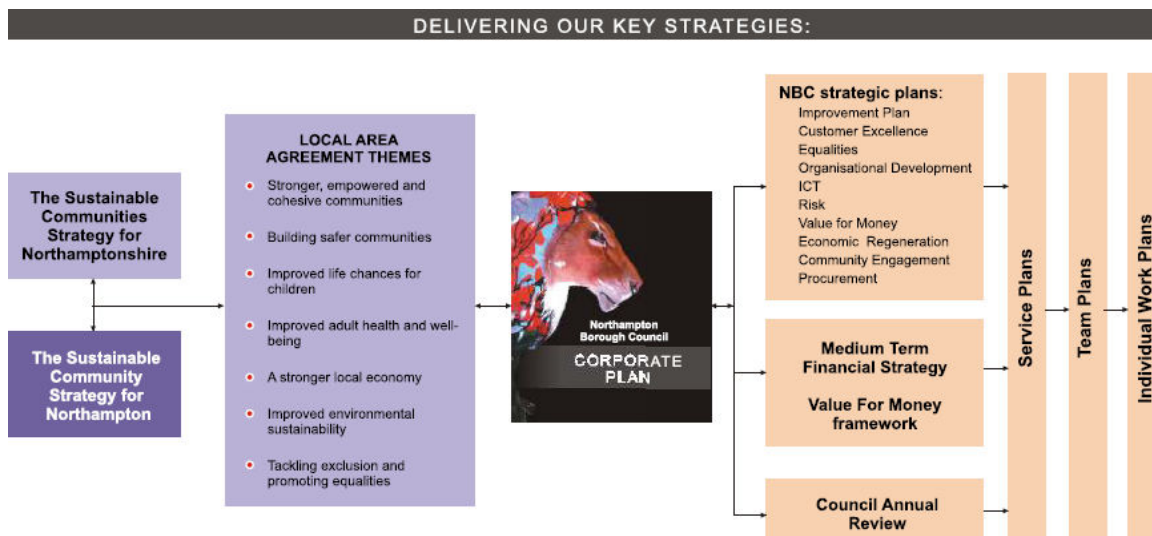 DELIVERING OUR KEY STRATEGIES:
The Sustainable
Communities
Strategy for
Northamptonshire
The Sustainable
Community
Strategy for
Northampton
LOCAL AREA
AGREEMENT THEMES
Stronger, empowered and
cohesive communities
Building safer communities
Improved life chances for
children
Improved adult health and well-
being
A stronger local economy
Improved environmental
sustainability
Tackling exclusion and
promoting equalities
Northampton
Borough Council
CORPORATE
PLAN
NBC strategic plans:
Improvement Plan
Customer Excellence
Equalities
Organisational Development
ICT
Risk
Value for Money
Economic Regeneration
Community Engagement
Procurement
Medium Term
Financial Strategy
Value For Money
framework
Council Annual
Review
Service Plans
Team Plans
Individual Work Plans